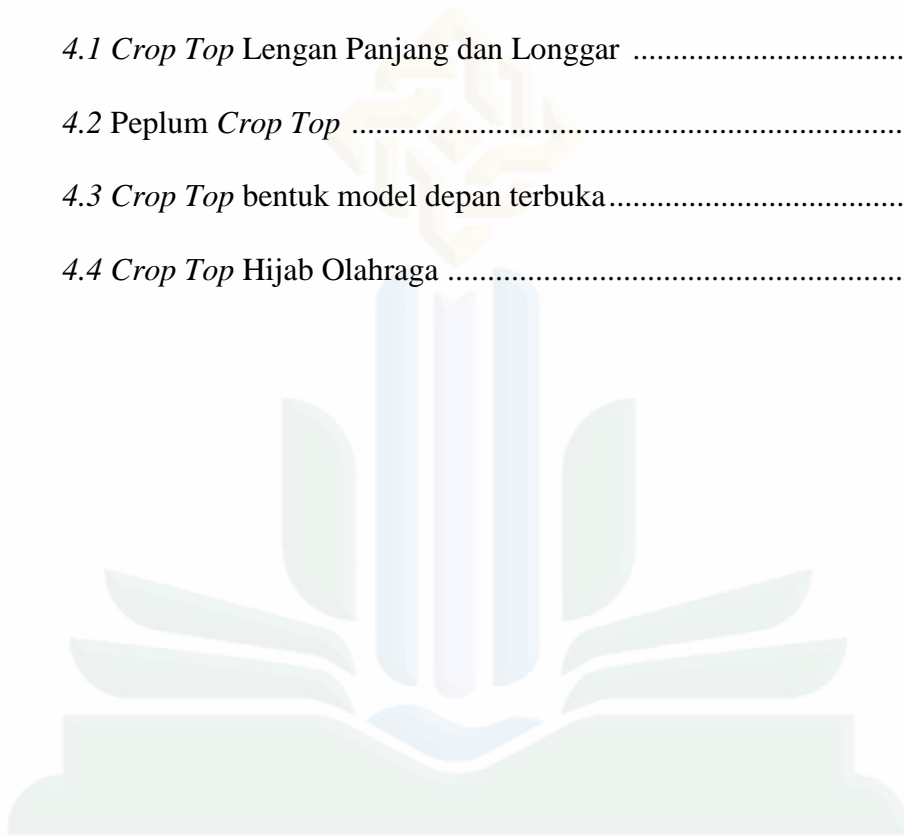 4.1 Crop Top Lengan Panjang dan Longgar ..................................
4.2 Peplum Crop Top .....................................................................
4.3 Crop Top bentuk model depan terbuka.....................................
4.4 Crop Top Hijab Olahraga .........................................................